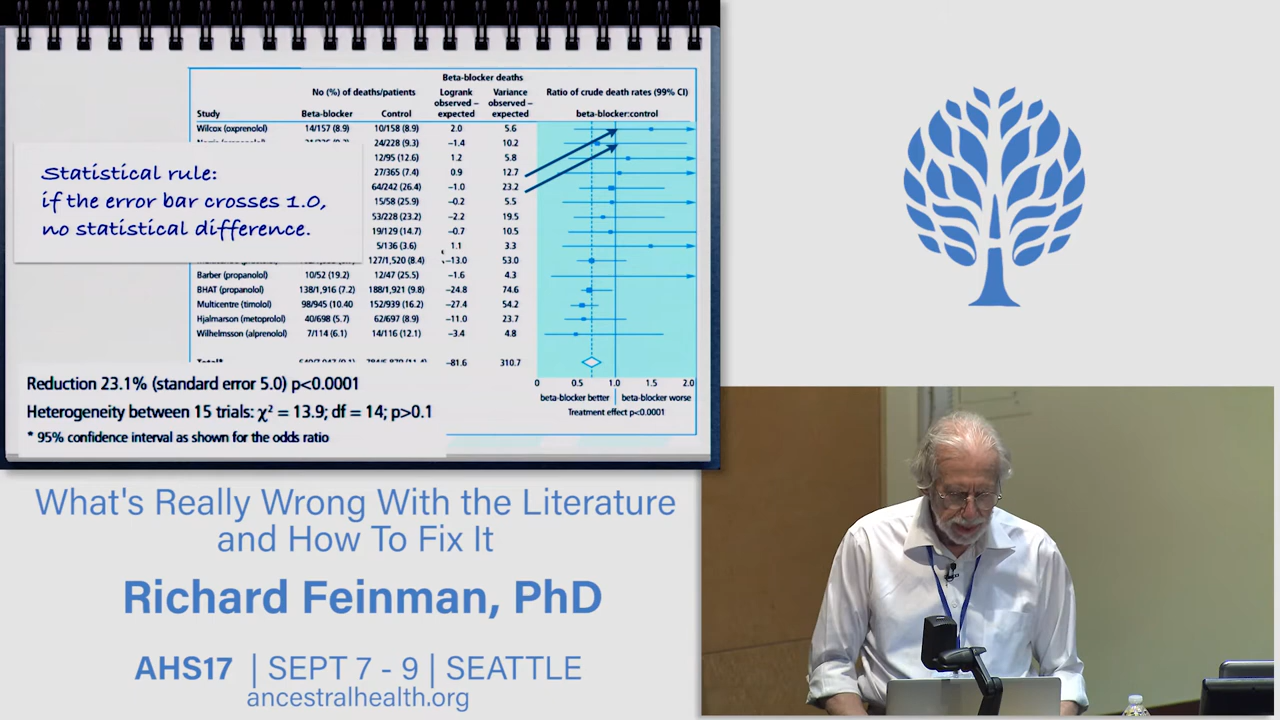 Beta-blocker deaths
No (%) of deaths/patients Logrank Variance Ratio of crude death rates (99% CI)
observed – observed –
Study Beta-blocker Control expected expected beta-blocker:control
Wilcox (oxprenolol) 14/157 (8.9) 10/158 (8.9) 2.0 5.6
24/228 (9.3) –1.4 10.2
12/95 (12.6) 1.2 5.8
27/365 (7.4) 0.9 12.7
64/242 (26.4) –1.0 23.2
15/58 (25.9) –0.2 5.5
53/228 (23.2) –2.2 19.5
19/129 (14.7) –0.7 10.5
5/136 (3.6) 1.1 3.3
127/1,520 (8.4) –13.0 53.0
Barber (propanolol) 10/52 (19.2) 12/47 (25.5) –1.6 4.3
BHAT (propanolol) 138/1,916 (7.2) 188/1,921 (9.8) –24.8 74.6
Multicentre (timolol) 98/945 (10.40 152/939 (16.2) –27.4 54.2
Hjalmarson (metoprolol) 40/698 (5.7) 62/697 (8.9) –11.0 23.7
Wilhelmsson (alprenolol) 7/114 (6.1) 14/116 (12.1) –3.4 4.8
–81.6 310.7
Statistical rule:
if the error bar crosses 1.0,
no statistical difference.
0 0.5 1.0 1.5 2.0
beta-blocker better beta-blocker worse
Treatment effect p<0.0001
Reduction 23.1% (standard error 5.0) p<0.0001
Heterogeneity between 15 trials: χ² = 13.9; df = 14; p>0.1
* 95% confidence interval as shown for the odds ratio
What's Really Wrong With the Literature
and How To Fix It
Richard Feinman, PhD
AHS17 | SEPT 7 - 9 | SEATTLE
ancestralhealth.org